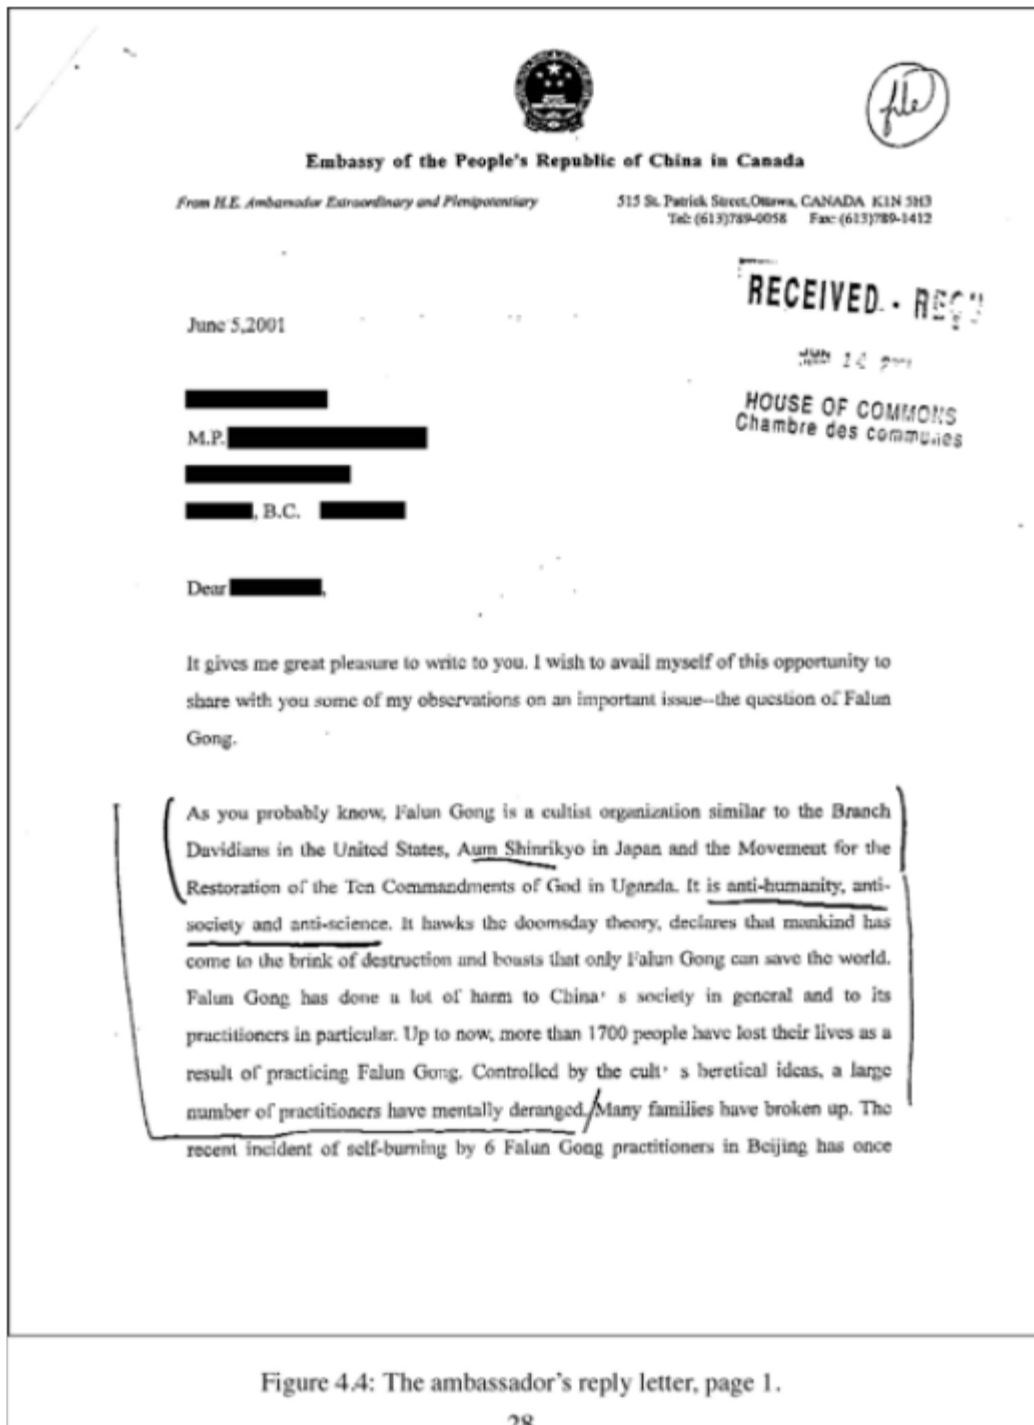 file
Embassy of the People's Republic of China in Canada
From H.E. Ambassador Extraordinary and Plenipotentiary
515 St. Patrick Street,Ottawa, CANADA K1N 5H3
Tel: (613)789-0058 Fax: (613)789-1412
RECEIVED -
June 5,2001
JUN 14
HOUSE OF COMMONS
Chambre des communes
M.P.
, B.C.
Dear ,
It gives me great pleasure to write to you. I wish to avail myself of this opportunity to
share with you some of my observations on an important issue--the question of Falun
Gong.
As you probably know, Falun Gong is a cultist organization similar to the Branch
Davidians in the United States, Aum Shinrikyo in Japan and the Movement for the
Restoration of the Ten Commandments of God in Uganda. It is anti-humanity, anti-
society and anti-science. It hawks the doomsday theory, declares that mankind has
come to the brink of destruction and boasts that only Falun Gong can save the world.
Falun Gong has done a lot of harm to China' s society in general and to its
practitioners in particular. Up to now, more than 1700 people have lost their lives as a
result of practicing Falun Gong. Controlled by the cult' s heretical ideas, a large
number of practitioners have mentally deranged. Many families have broken up. The
recent incident of self-burning by 6 Falun Gong practitioners in Beijing has once
Figure 4.4: The ambassador's reply letter, page 1.
28